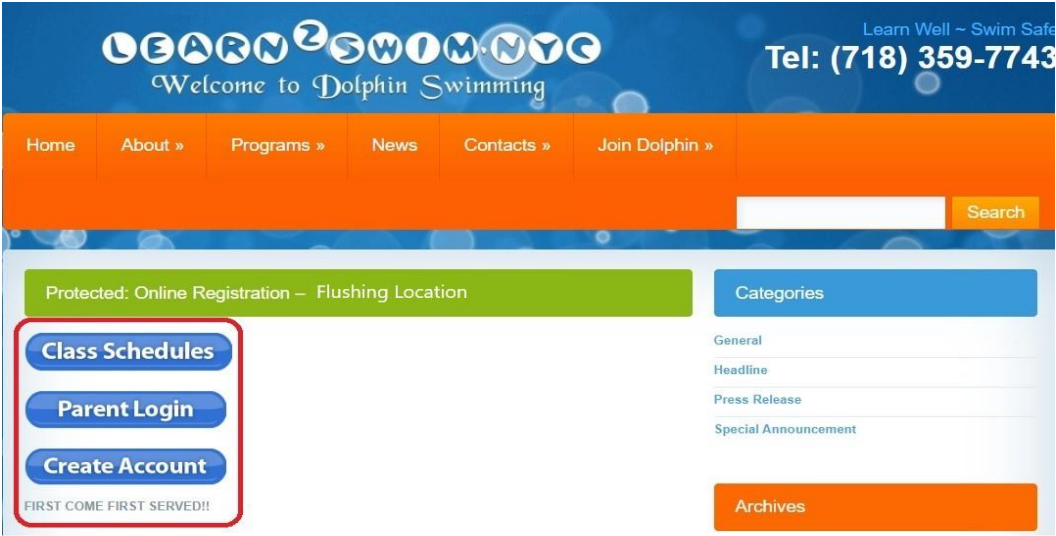 LEARN2SWIM.NYC
Welcome to Dolphin Swimming
Learn Well ~ Swim Safe
Tel: (718) 359-7743
Home About » Programs » News Contacts » Join Dolphin »
Search
Protected: Online Registration – Flushing Location
Class Schedules
Parent Login
Create Account
FIRST COME FIRST SERVED!!
Categories
General
Headline
Press Release
Special Announcement
Archives